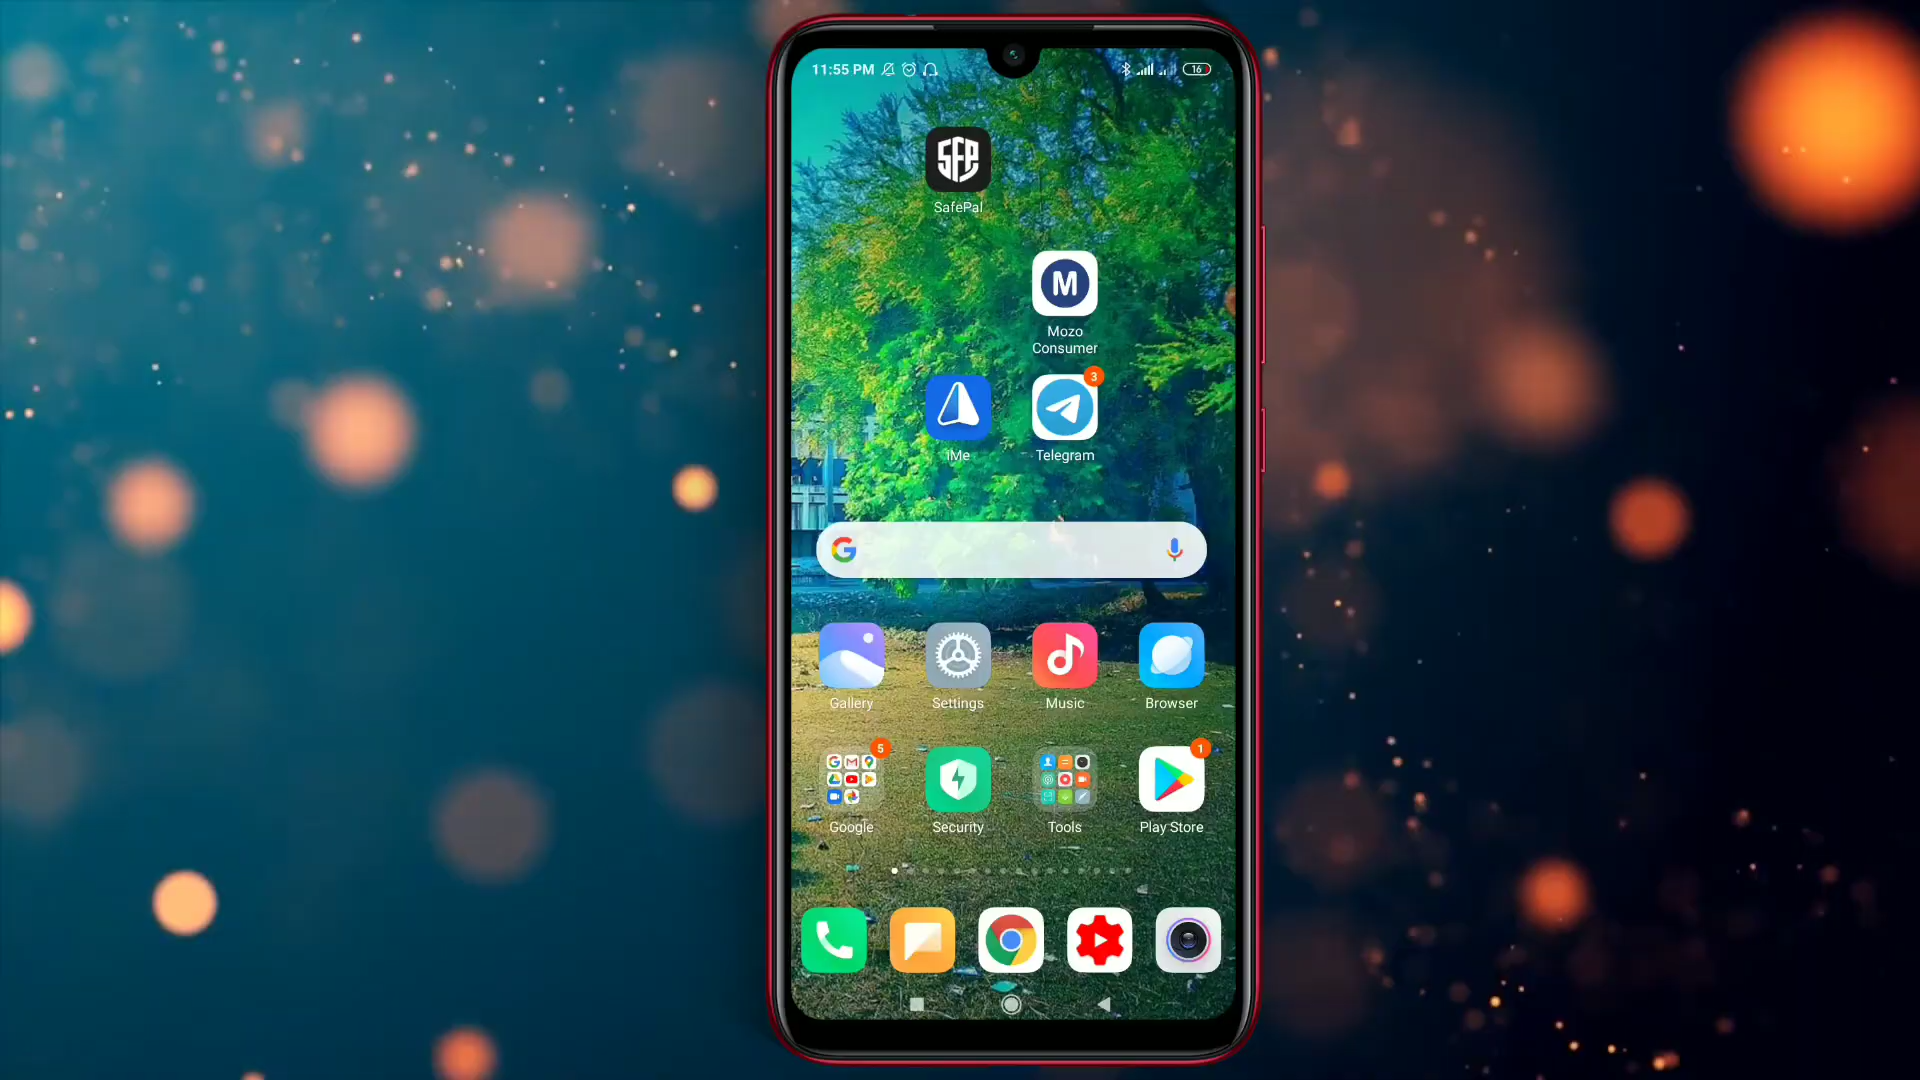 11:55 PM
16
SFP
SafePal
M
Mozo
Consumer
3
iMe
Telegram
G
Gallery
Settings
Music
Browser
5
1
Google
Security
Tools
Play Store